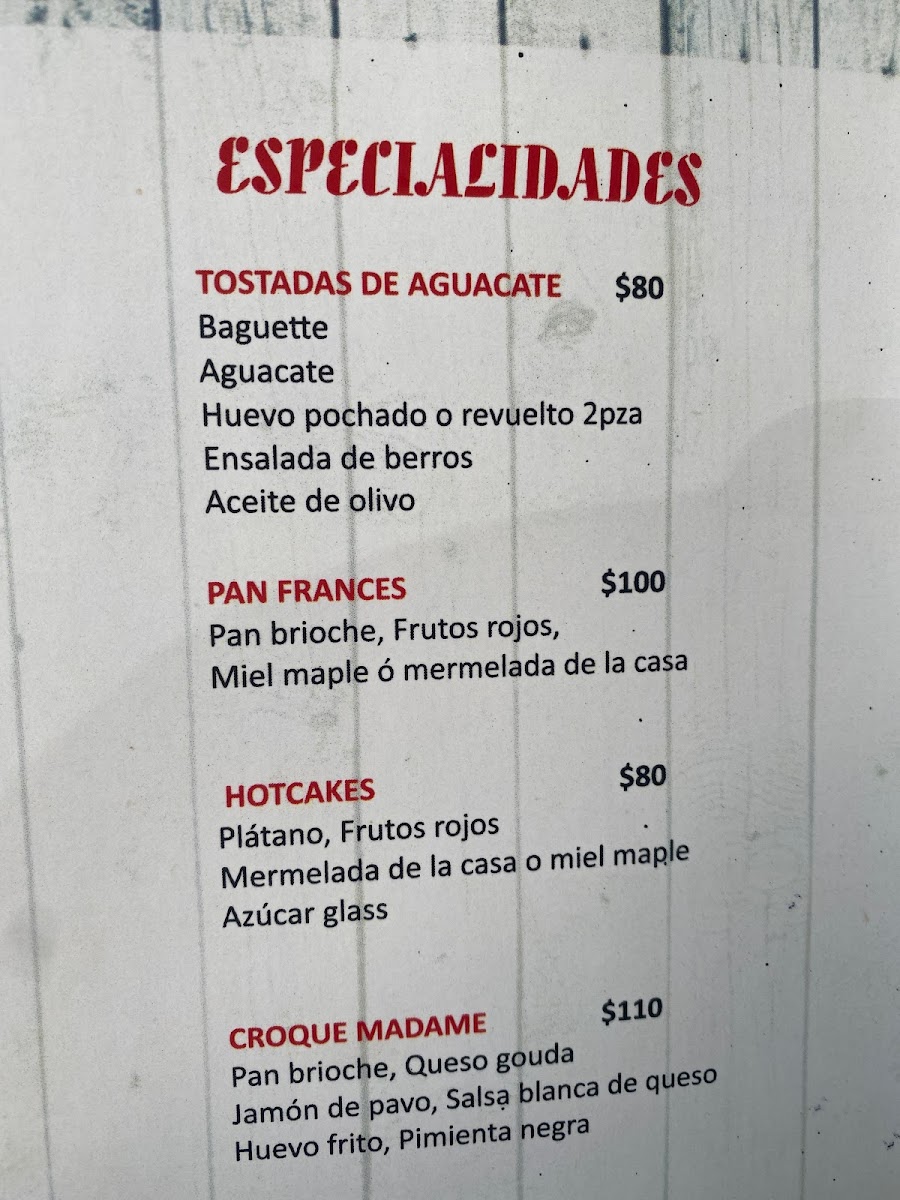 ESPECIALIDADES
TOSTADAS DE AGUACATE $80
Baguette
Aguacate
Huevo pochado o revuelto 2pza
Ensalada de berros
Aceite de olivo
PAN FRANCES $100
Pan brioche, Frutos rojos,
Miel maple ó mermelada de la casa
HOTCAKES $80
Plátano, Frutos rojos
Mermelada de la casa o miel maple
Azúcar glass
CROQUE MADAME $110
Pan brioche, Queso gouda
Jamón de pavo, Salsa blanca de queso
Huevo frito, Pimienta negra